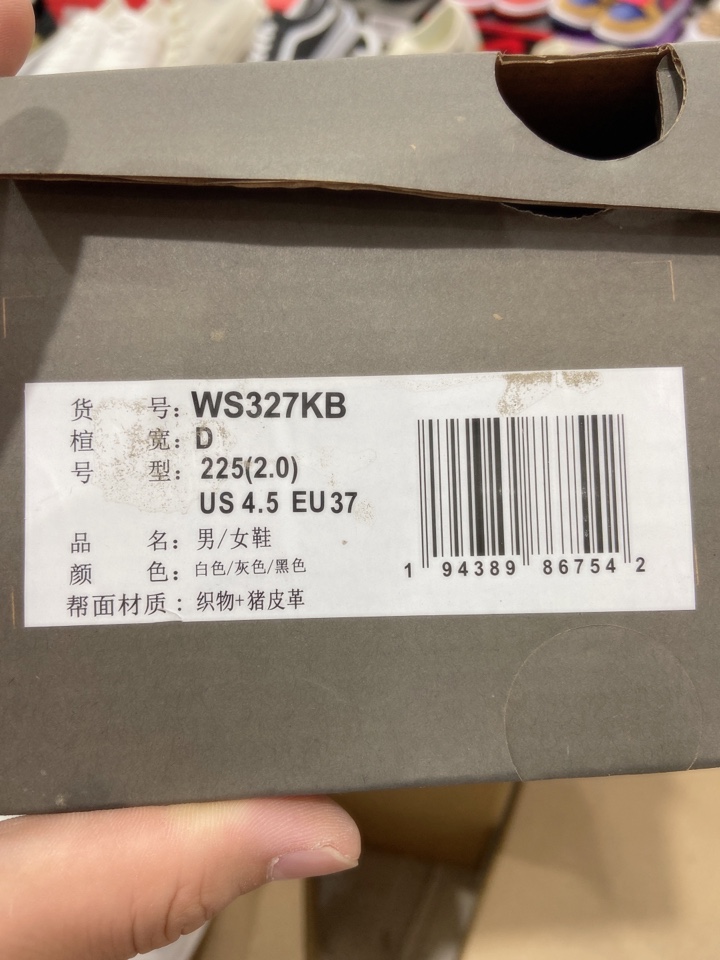 货 号：WS327KB
楦 宽：D
号 型：225(2.0)
US 4.5 EU 37
品 名：男/女鞋
颜 色：白色/灰色/黑色
帮面材质：织物+猪皮革
1 94389 86754 2